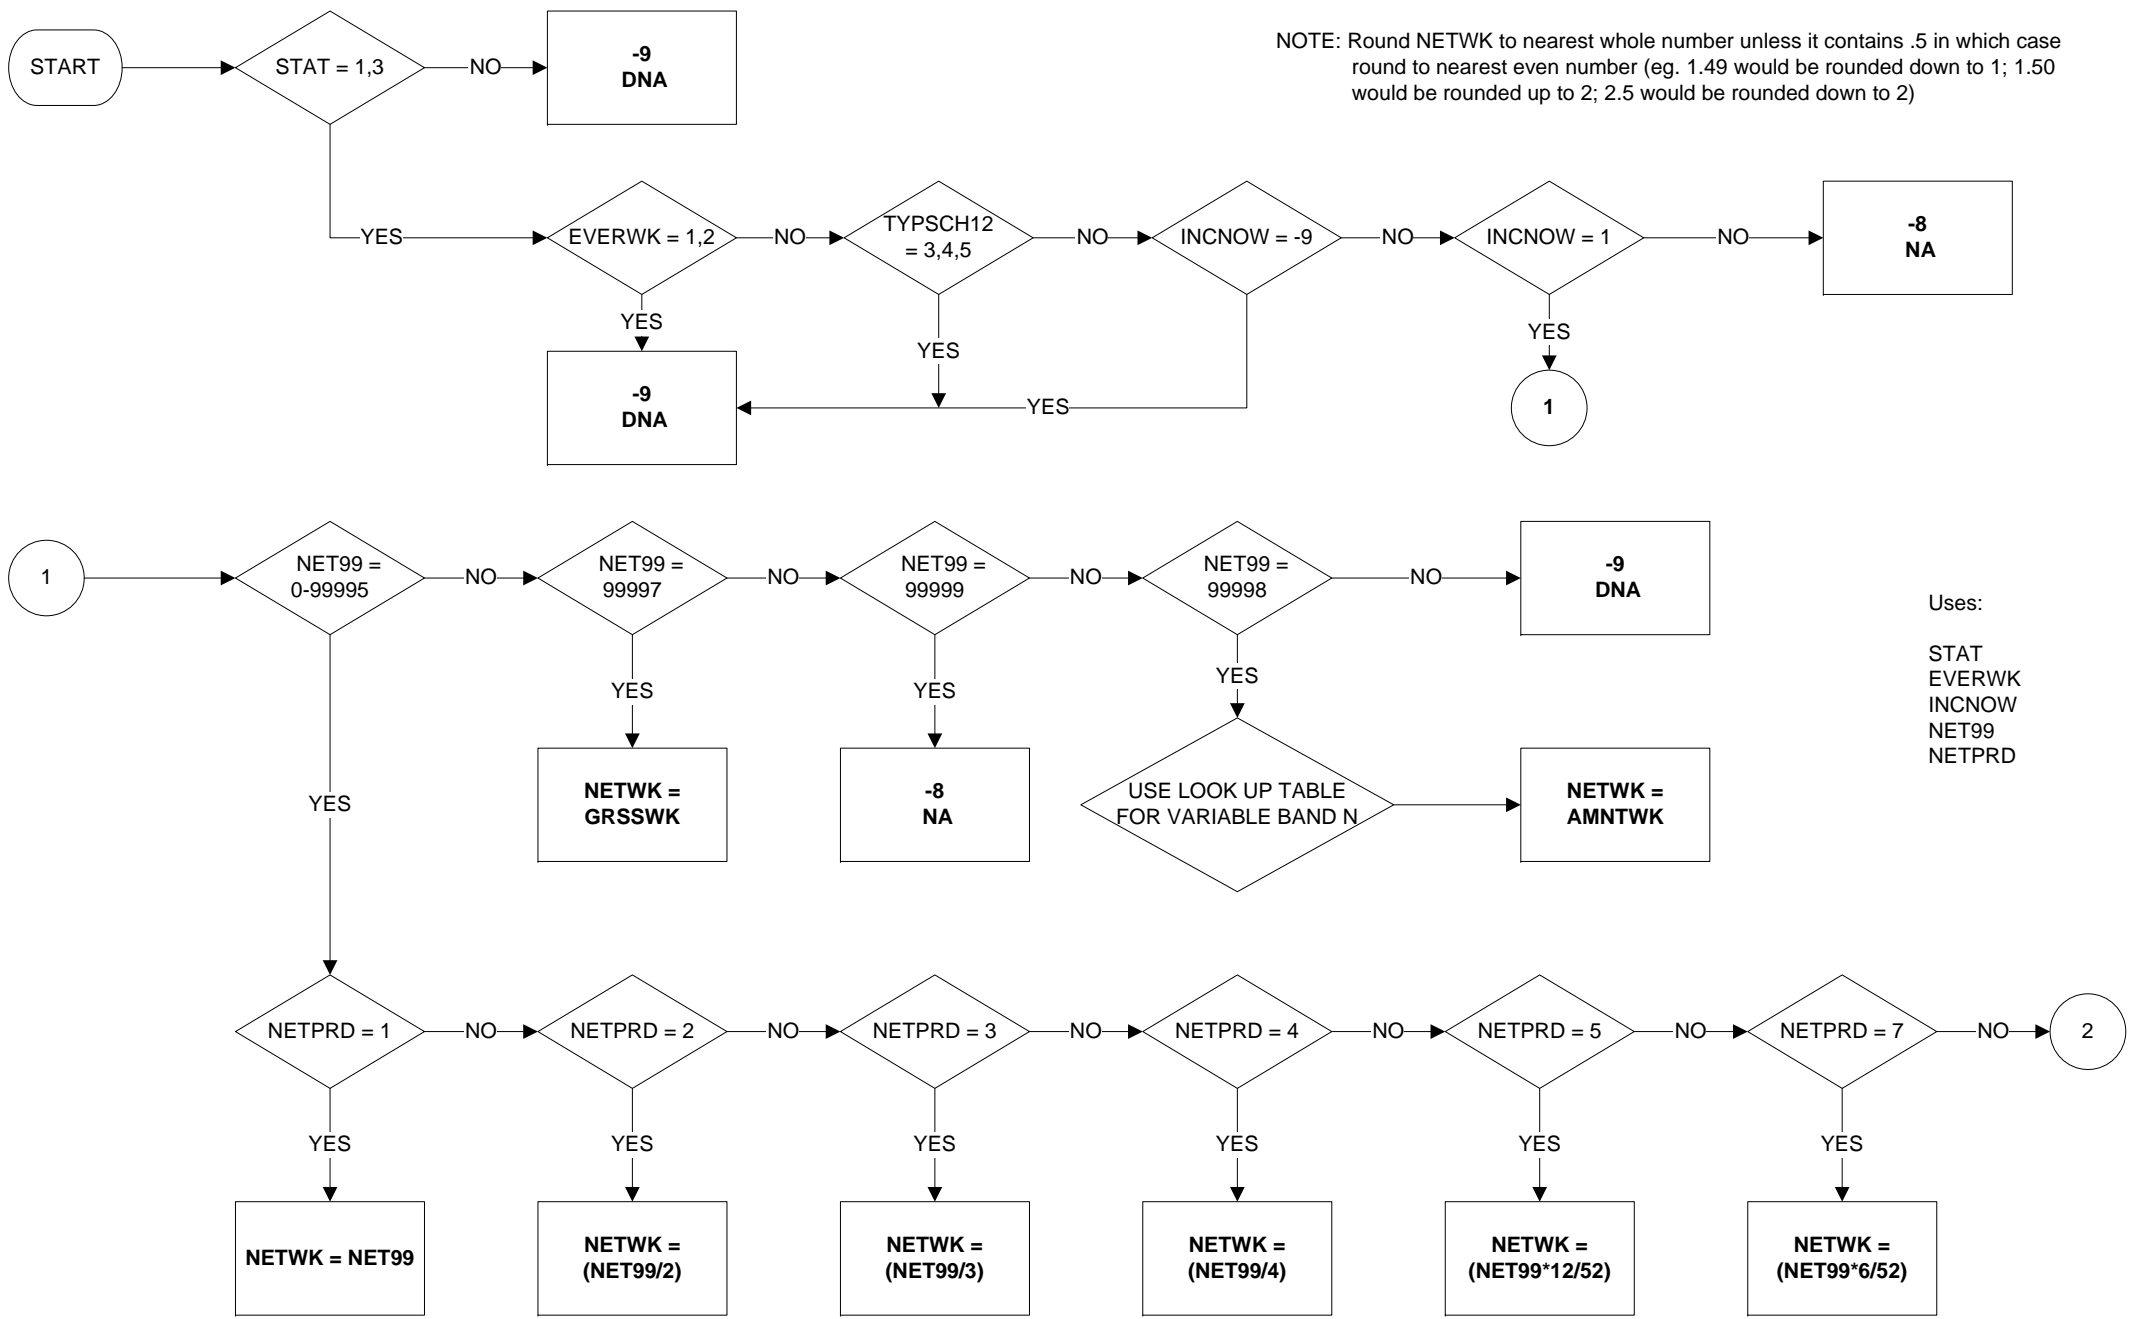 START
STAT = 1,3
NO
-9
DNA
NOTE: Round NETWK to nearest whole number unless it contains .5 in which case
round to nearest even number (eg. 1.49 would be rounded down to 1; 1.50
would be rounded up to 2; 2.5 would be rounded down to 2)
YES
EVERWK = 1,2
NO
TYPSCH12
= 3,4,5
NO
INCNOW = -9
NO
INCNOW = 1
NO
-8
NA
YES
YES
YES
-9
DNA
YES
1
1
NET99 =
0-99995
NO
NET99 =
99997
NO
NET99 =
99999
NO
NET99 =
99998
NO
-9
DNA
Uses:
STAT
EVERWK
INCNOW
NET99
NETPRD
YES
YES
YES
YES
NETWK =
GRSSWK
-8
NA
USE LOOK UP TABLE
FOR VARIABLE BAND N
NETWK =
AMNTWK
NETPRD = 1
NO
NETPRD = 2
NO
NETPRD = 3
NO
NETPRD = 4
NO
NETPRD = 5
NO
NETPRD = 7
NO
2
YES
YES
YES
YES
YES
YES
NETWK = NET99
NETWK =
(NET99/2)
NETWK =
(NET99/3)
NETWK =
(NET99/4)
NETWK =
(NET99*12/52)
NETWK =
(NET99*6/52)